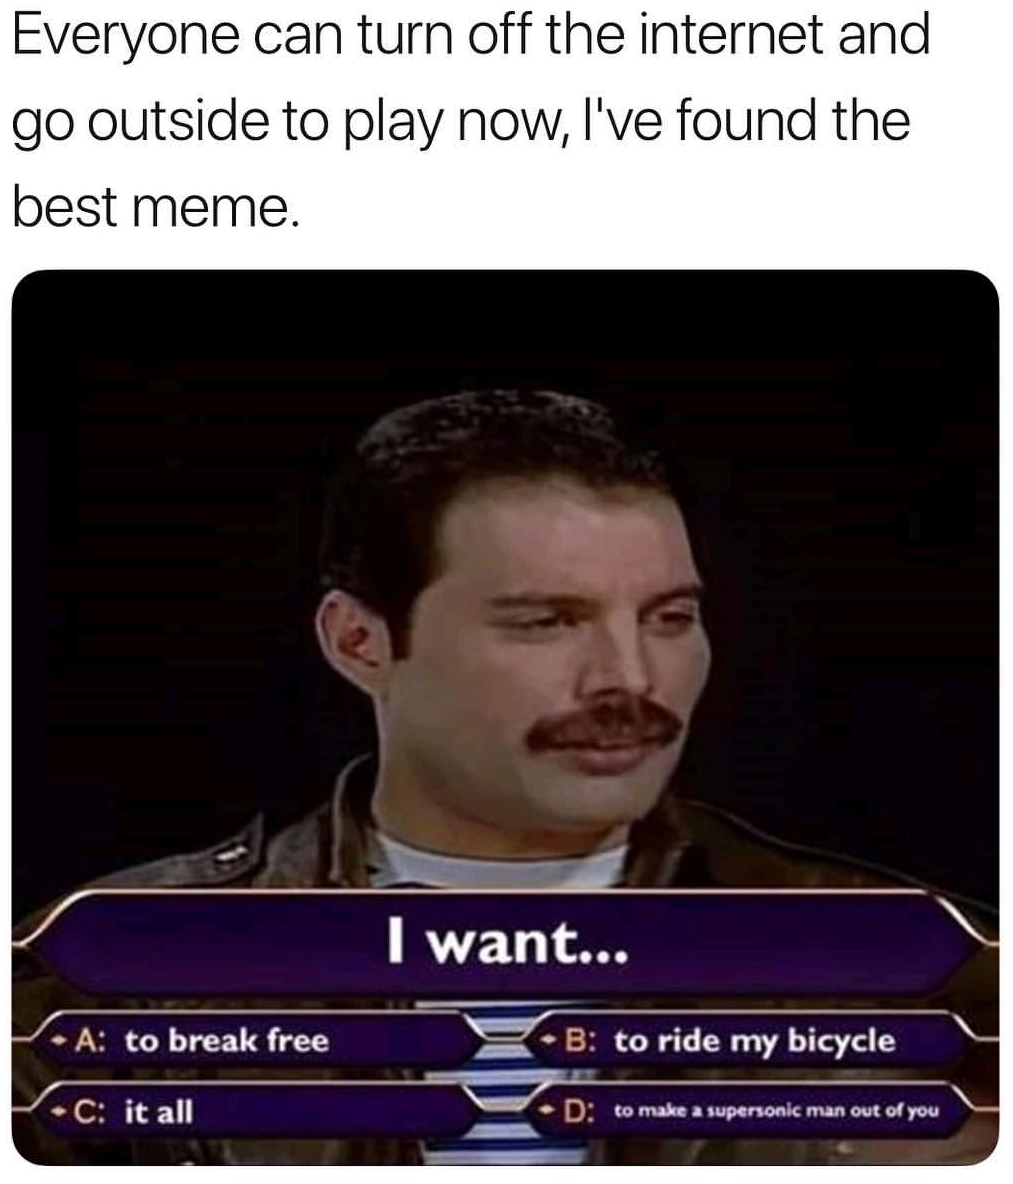 Everyone can turn off the internet and
go outside to play now, I've found the
best meme.
I want...
A: to break free
B: to ride my bicycle
C: it all
D: to make a supersonic man out of you